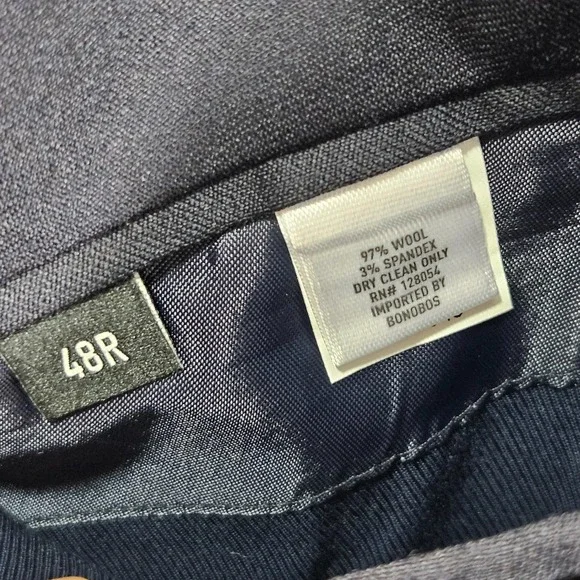 48R
97% WOOL
3% SPANDEX
DRY CLEAN ONLY
RN# 128054
IMPORTED BY
BONOBOS